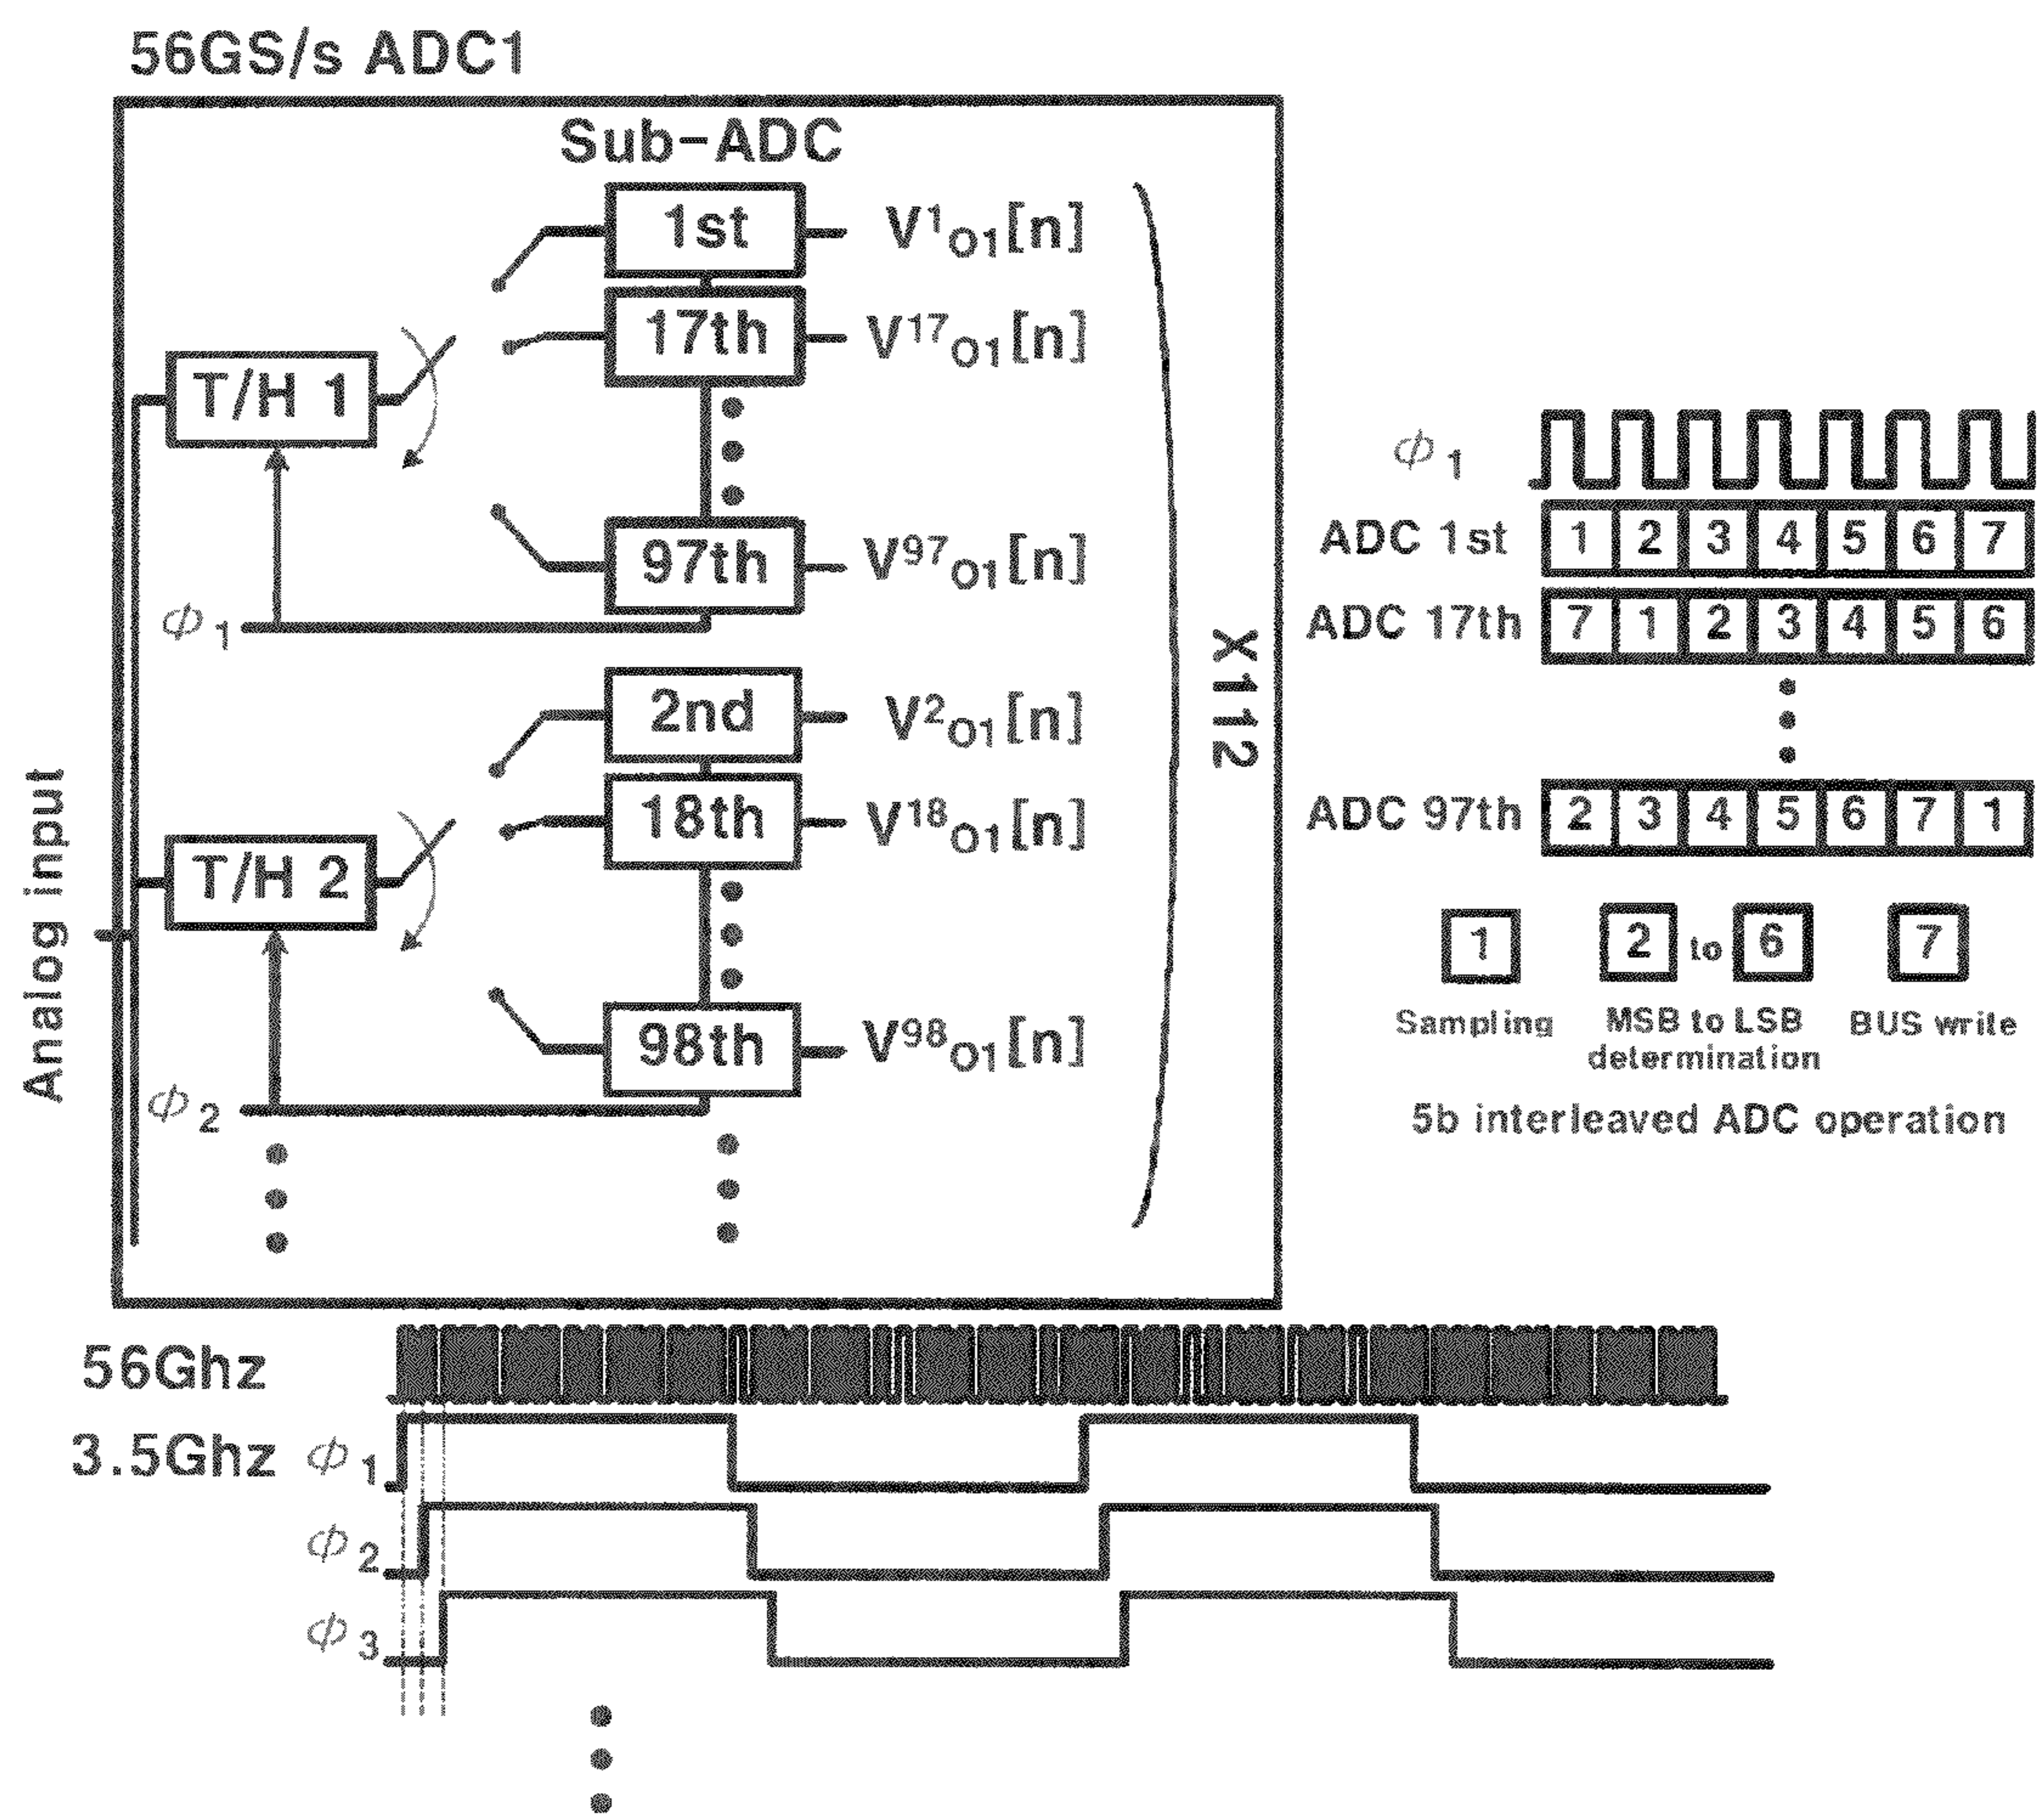 56GS/s ADC1
Sub-ADC
1st V¹O1[n]
17th V¹⁷O1[n]
T/H 1
97th V⁹⁷O1[n]
ϕ1
2nd V²O1[n]
18th V¹⁸O1[n]
T/H 2
98th V⁹⁸O1[n]
ϕ2
Analog input
X112
ϕ1
ADC 1st 1 2 3 4 5 6 7
ADC 17th 7 1 2 3 4 5 6
ADC 97th 2 3 4 5 6 7 1
1 2 to 6 7
Sampling MSB to LSB determination BUS write
5b interleaved ADC operation
56Ghz
3.5Ghz ϕ1
ϕ2
ϕ3